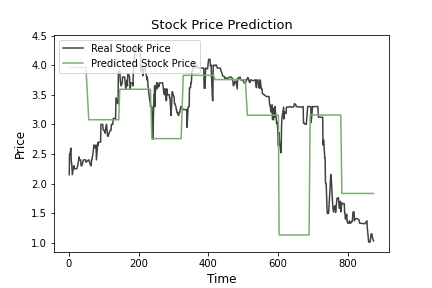 Stock Price Prediction
Real Stock Price
Predicted Stock Price
4.5
4.0
3.5
3.0
2.5
2.0
1.5
1.0
Price
0 200 400 600 800
Time